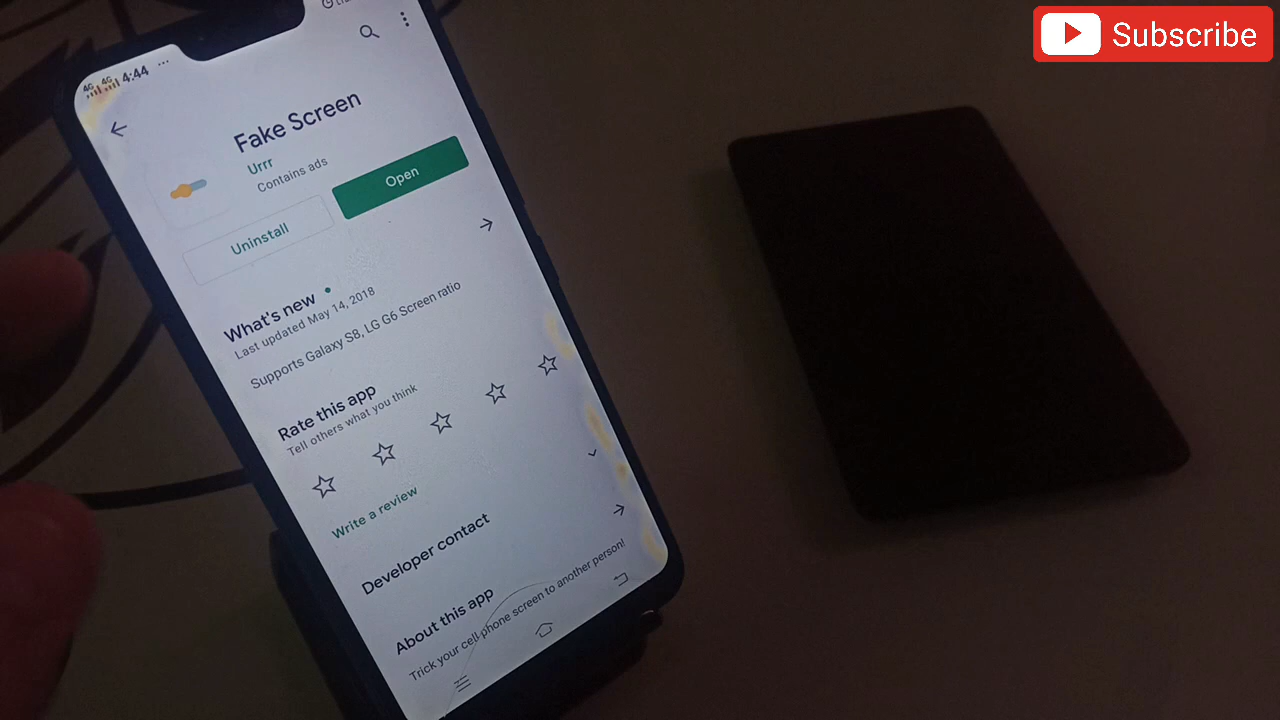 Subscribe
4G 4G 4:44 ...
Fake Screen
Urrr
Contains ads
Uninstall
Open
What's new
Last updated May 14, 2018
Supports Galaxy S8, LG G6 Screen ratio
Rate this app
Tell others what you think
Write a review
Developer contact
About this app
Trick your cell phone screen to another person!